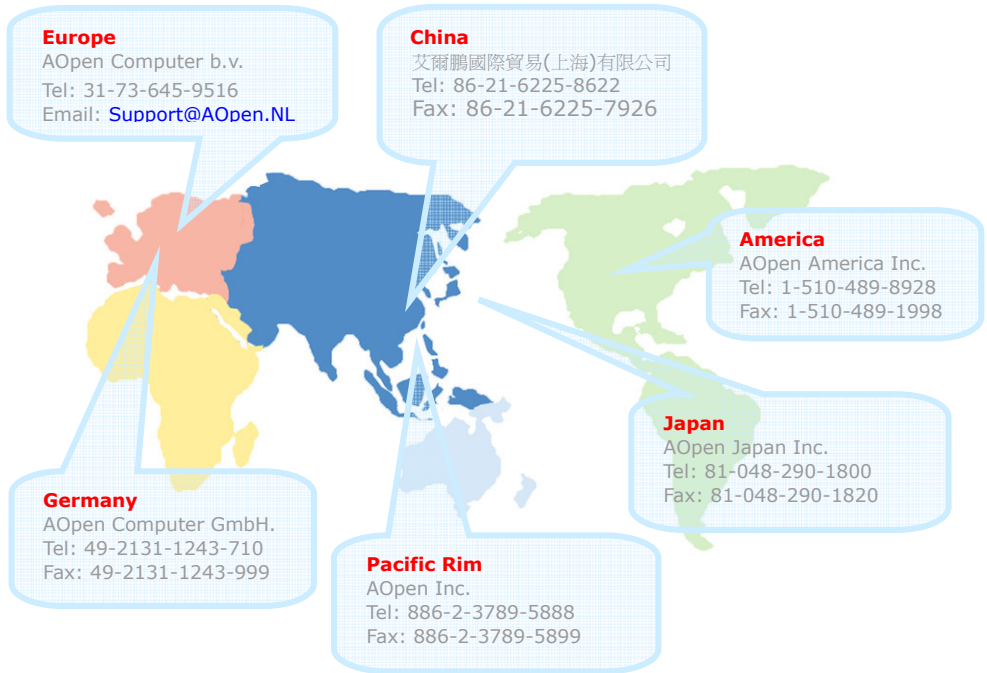 Europe
AOpen Computer b.v.
Tel: 31-73-645-9516
Email: Support@AOpen.NL
China
艾爾鵬國際貿易(上海)有限公司
Tel: 86-21-6225-8622
Fax: 86-21-6225-7926
America
AOpen America Inc.
Tel: 1-510-489-8928
Fax: 1-510-489-1998
Japan
AOpen Japan Inc.
Tel: 81-048-290-1800
Fax: 81-048-290-1820
Germany
AOpen Computer GmbH.
Tel: 49-2131-1243-710
Fax: 49-2131-1243-999
Pacific Rim
AOpen Inc.
Tel: 886-2-3789-5888
Fax: 886-2-3789-5899